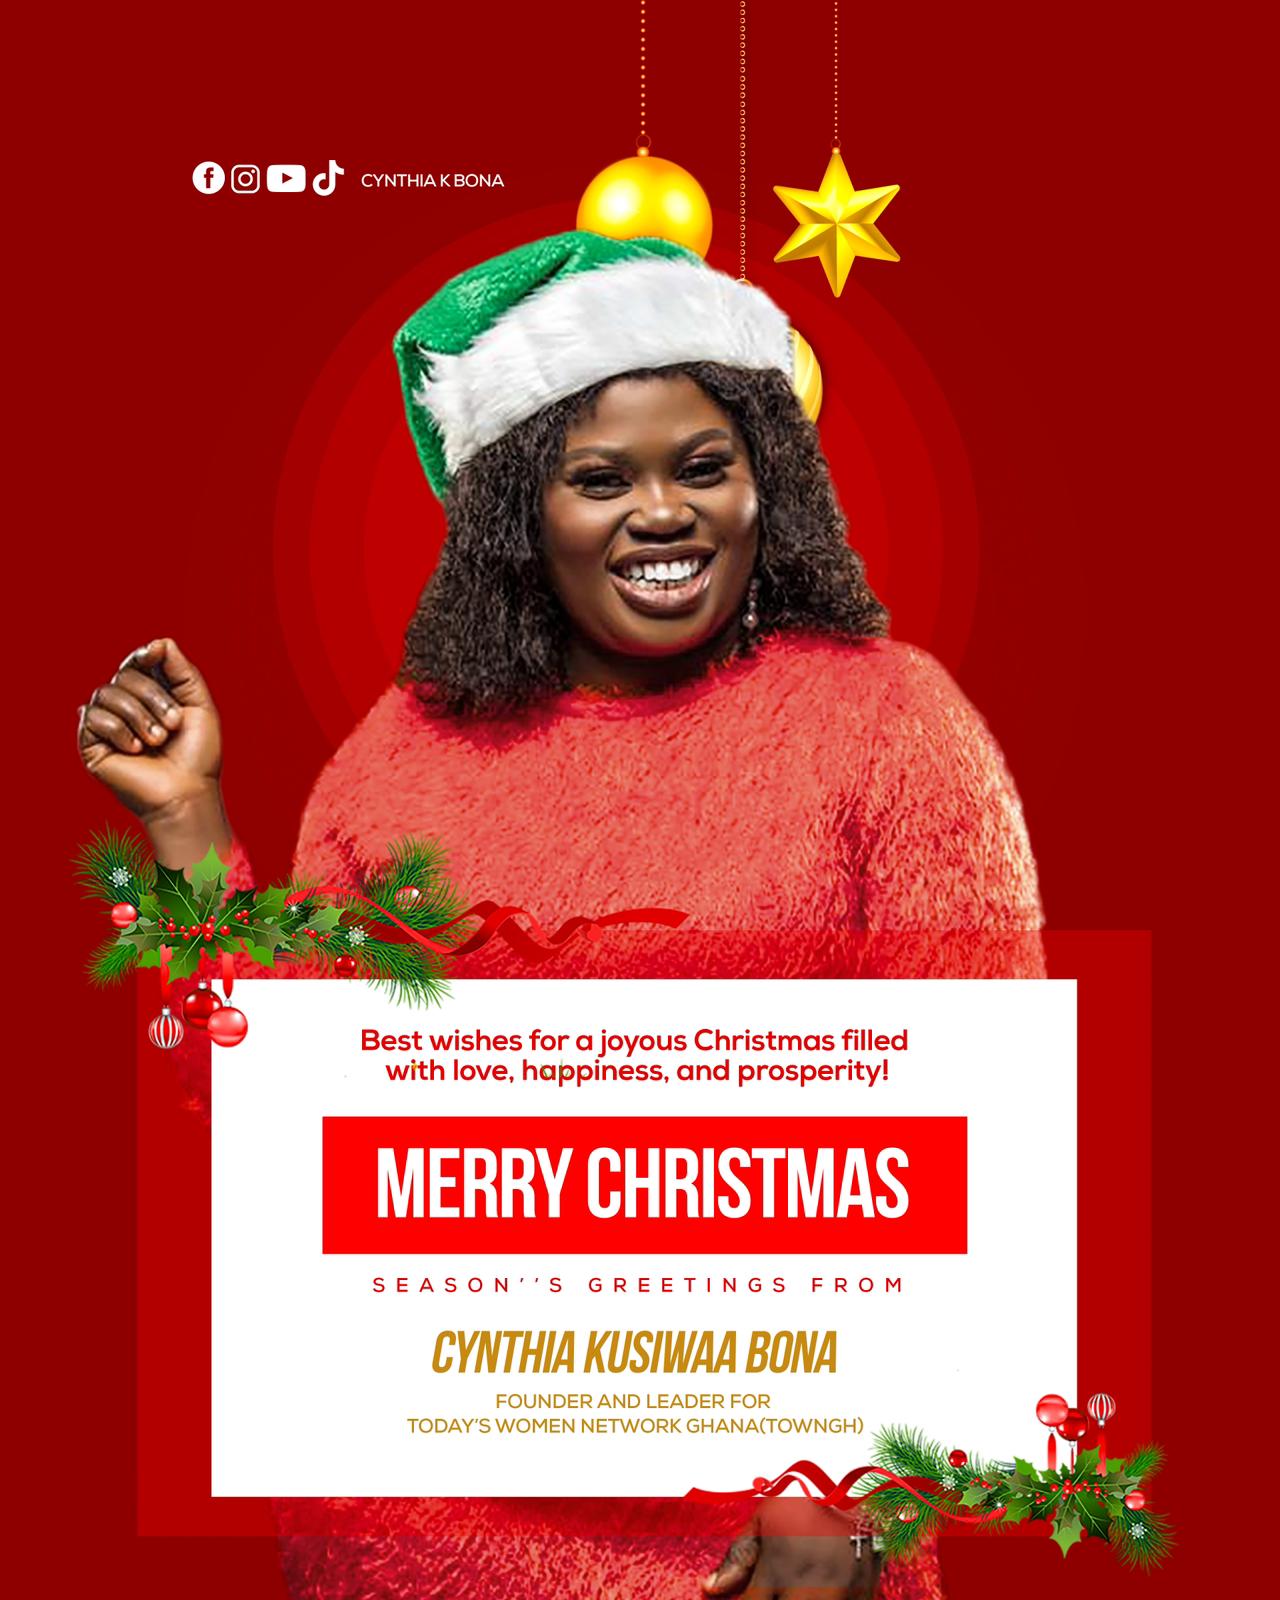 CYNTHIA K BONA
Best wishes for a joyous Christmas filled
with love, happiness, and prosperity!
MERRY CHRISTMAS
SEASON''S GREETINGS FROM
CYNTHIA KUSIWAA BONA
FOUNDER AND LEADER FOR
TODAY'S WOMEN NETWORK GHANA(TOWNGH)